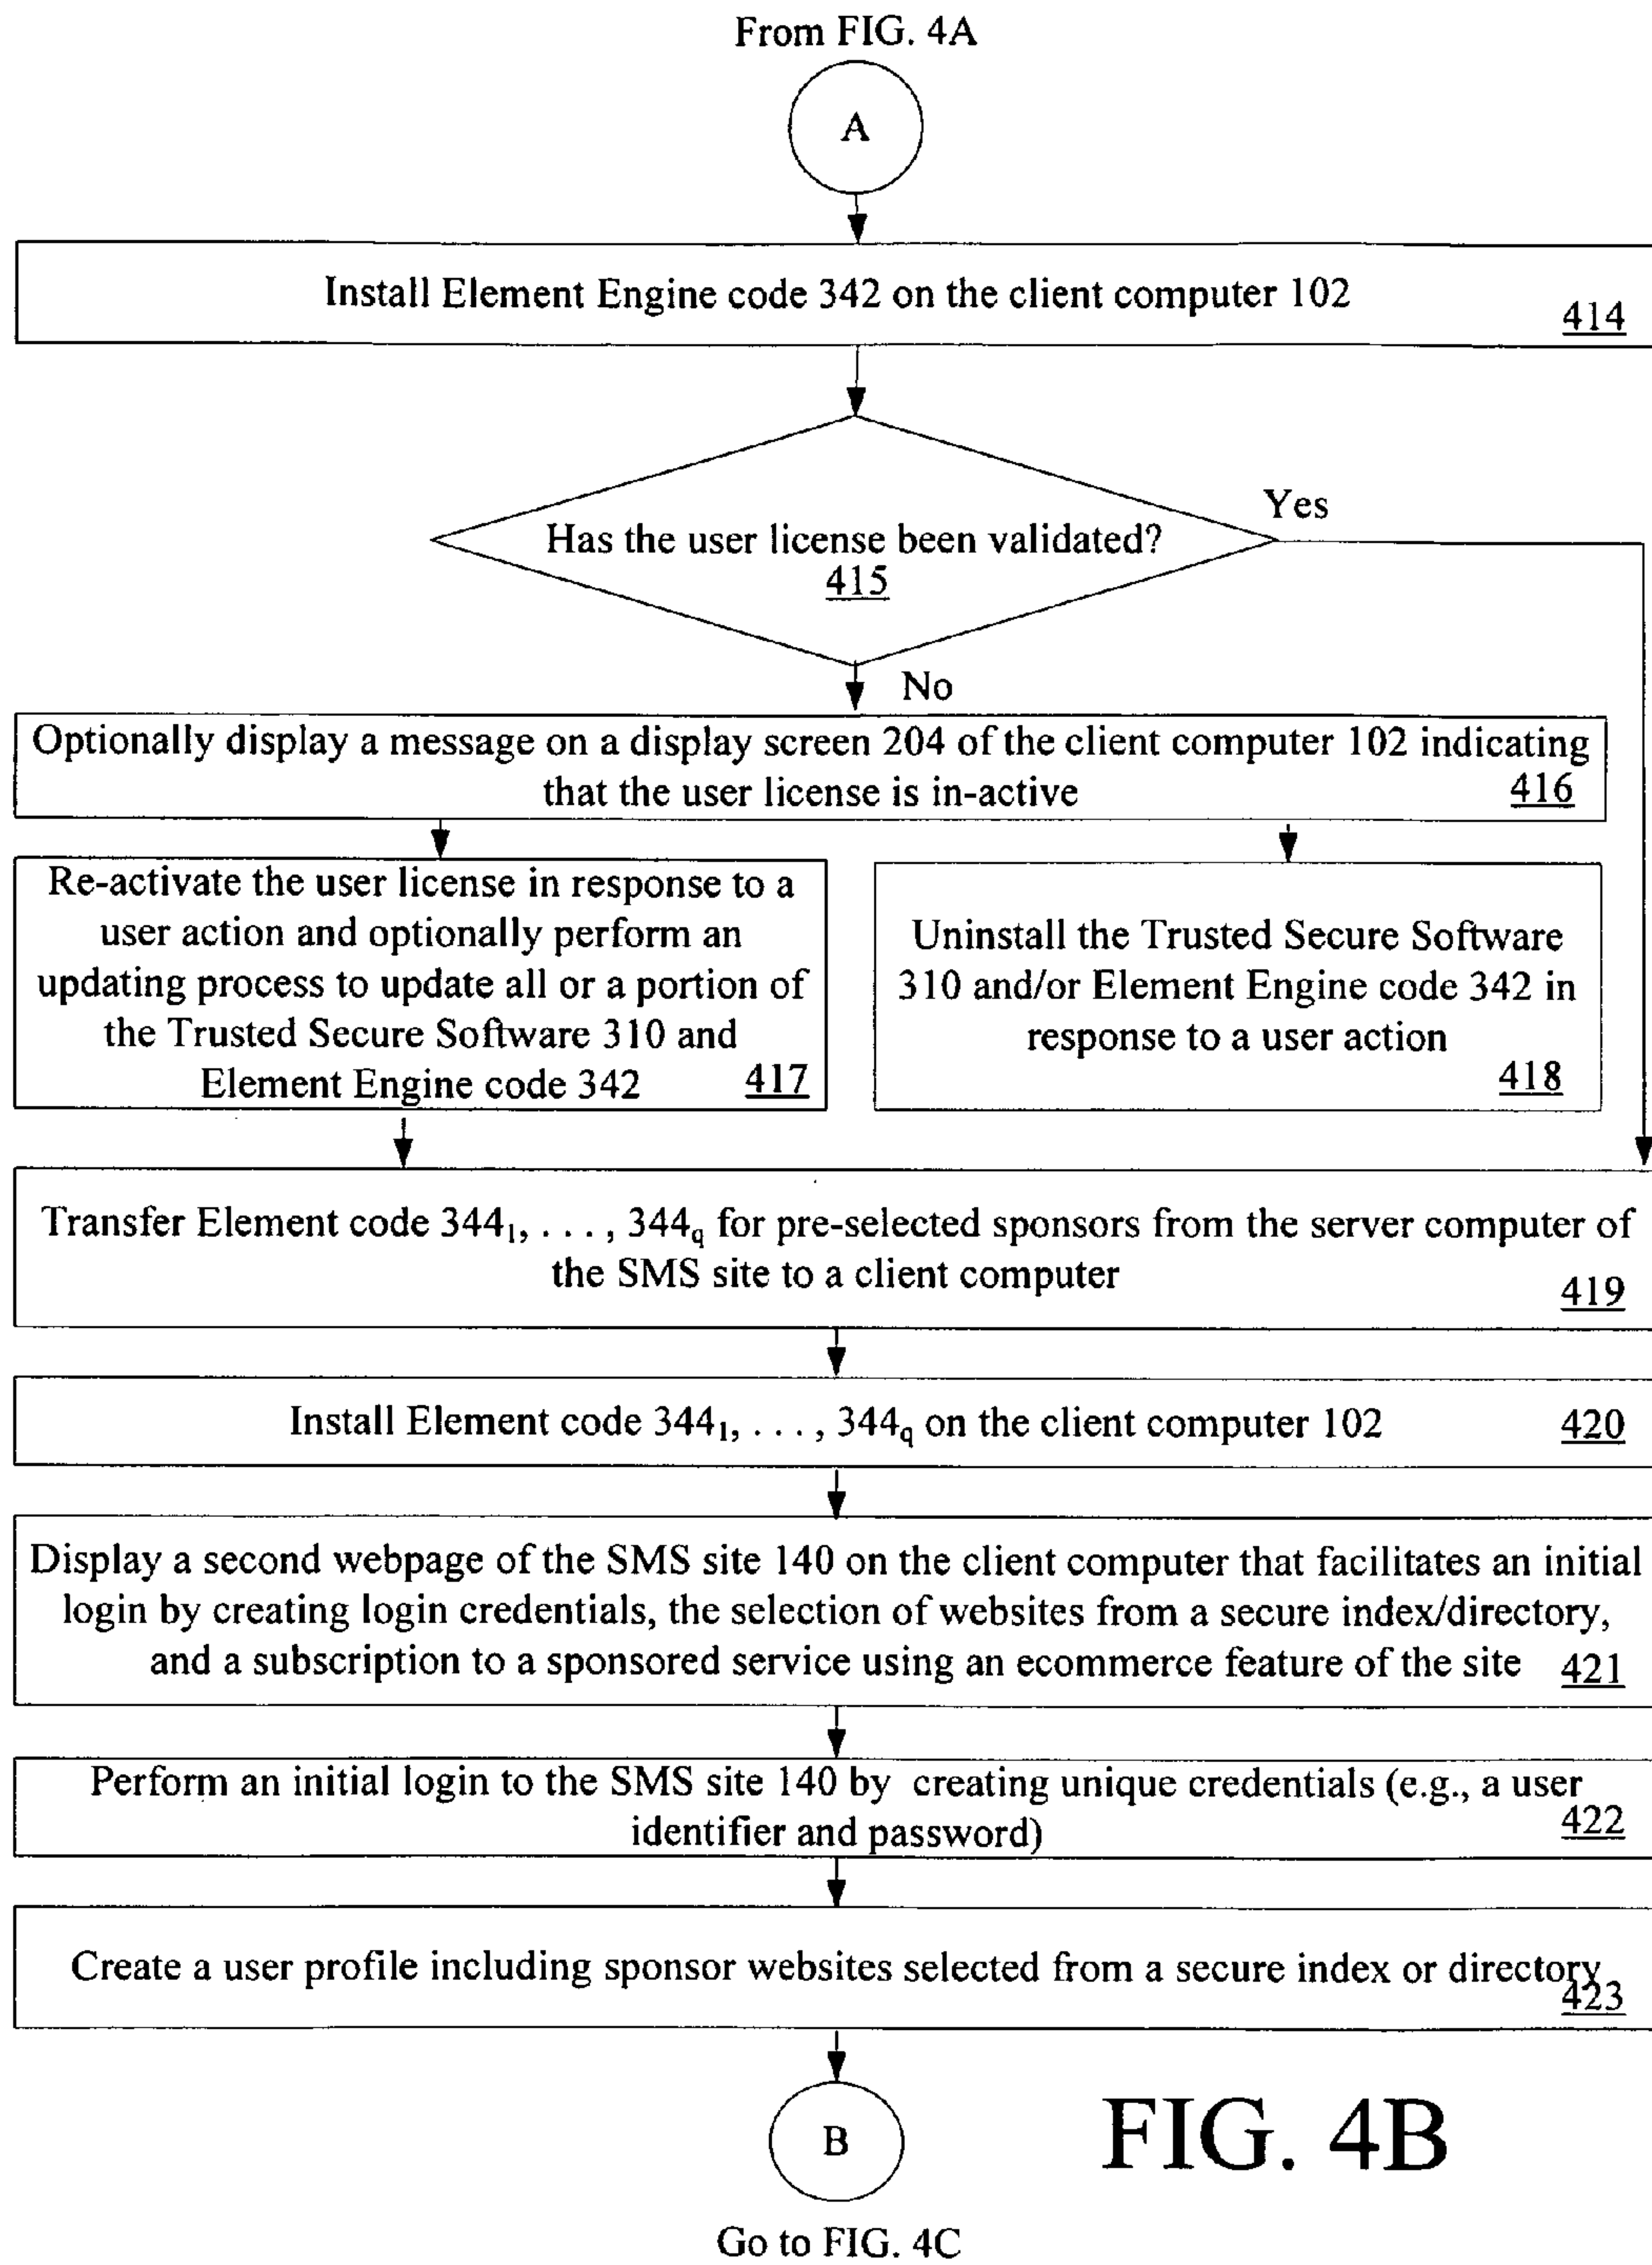 From FIG. 4A
A
Install Element Engine code 342 on the client computer 102
414
Has the user license been validated?
415
Yes
No
Optionally display a message on a display screen 204 of the client computer 102 indicating
that the user license is in-active
416
Re-activate the user license in response to a
user action and optionally perform an
updating process to update all or a portion of
the Trusted Secure Software 310 and
Element Engine code 342
417
Uninstall the Trusted Secure Software
310 and/or Element Engine code 342 in
response to a user action
418
Transfer Element code 344₁, . . . , 344q for pre-selected sponsors from the server computer of
the SMS site to a client computer
419
Install Element code 344₁, . . . , 344q on the client computer 102
420
Display a second webpage of the SMS site 140 on the client computer that facilitates an initial
login by creating login credentials, the selection of websites from a secure index/directory,
and a subscription to a sponsored service using an ecommerce feature of the site
421
Perform an initial login to the SMS site 140 by creating unique credentials (e.g., a user
identifier and password)
422
Create a user profile including sponsor websites selected from a secure index or directory
423
B
FIG. 4B
Go to FIG. 4C